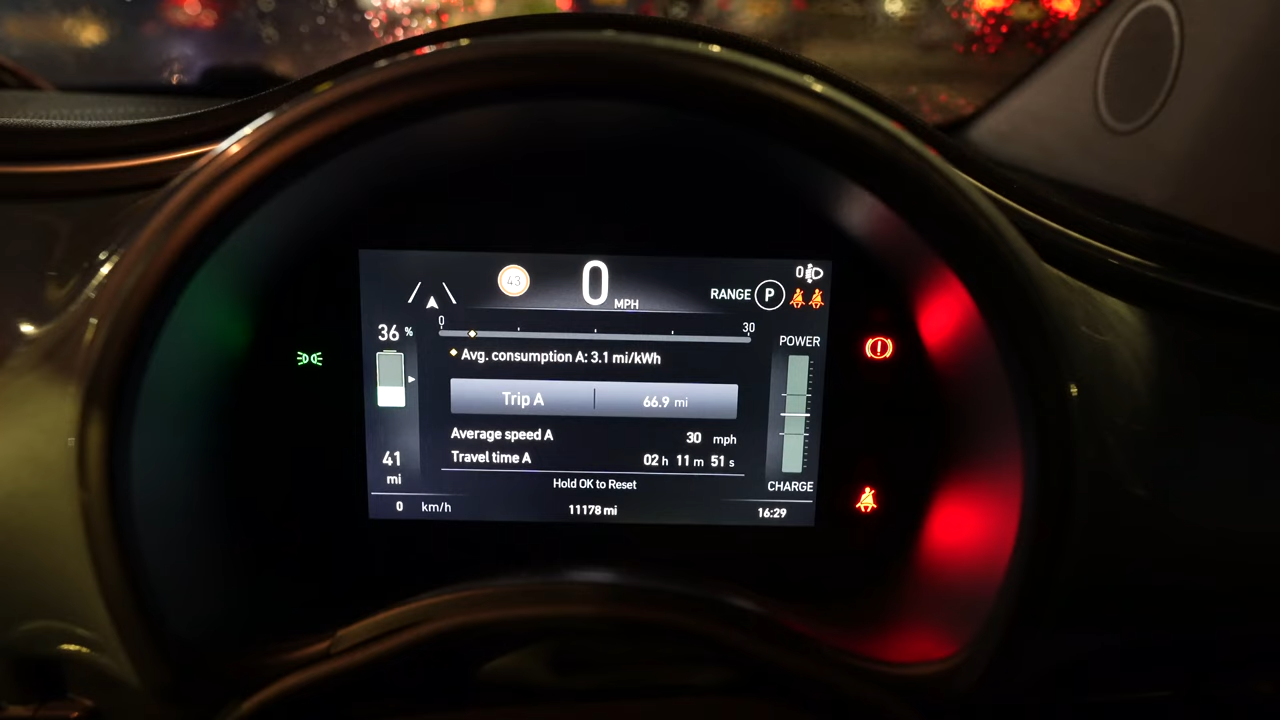 43
0 MPH
RANGE P
0
0 30
36 %
POWER
Avg. consumption A: 3.1 mi/kWh
Trip A 66.9 mi
Average speed A 30 mph
Travel time A 02 h 11 m 51 s
41
mi
Hold OK to Reset
CHARGE
0 km/h
11178 mi
16:29